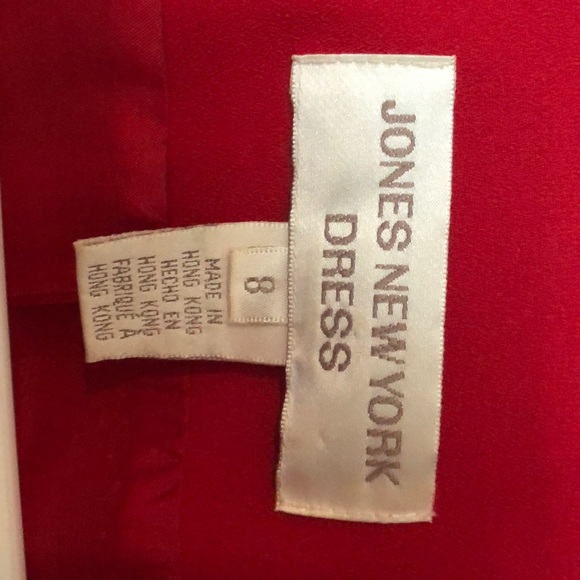 JONES NEW YORK
DRESS
8
MADE IN
HONG KONG
HECHO EN
HONG KONG
FABRIQUÉ À
HONG KONG